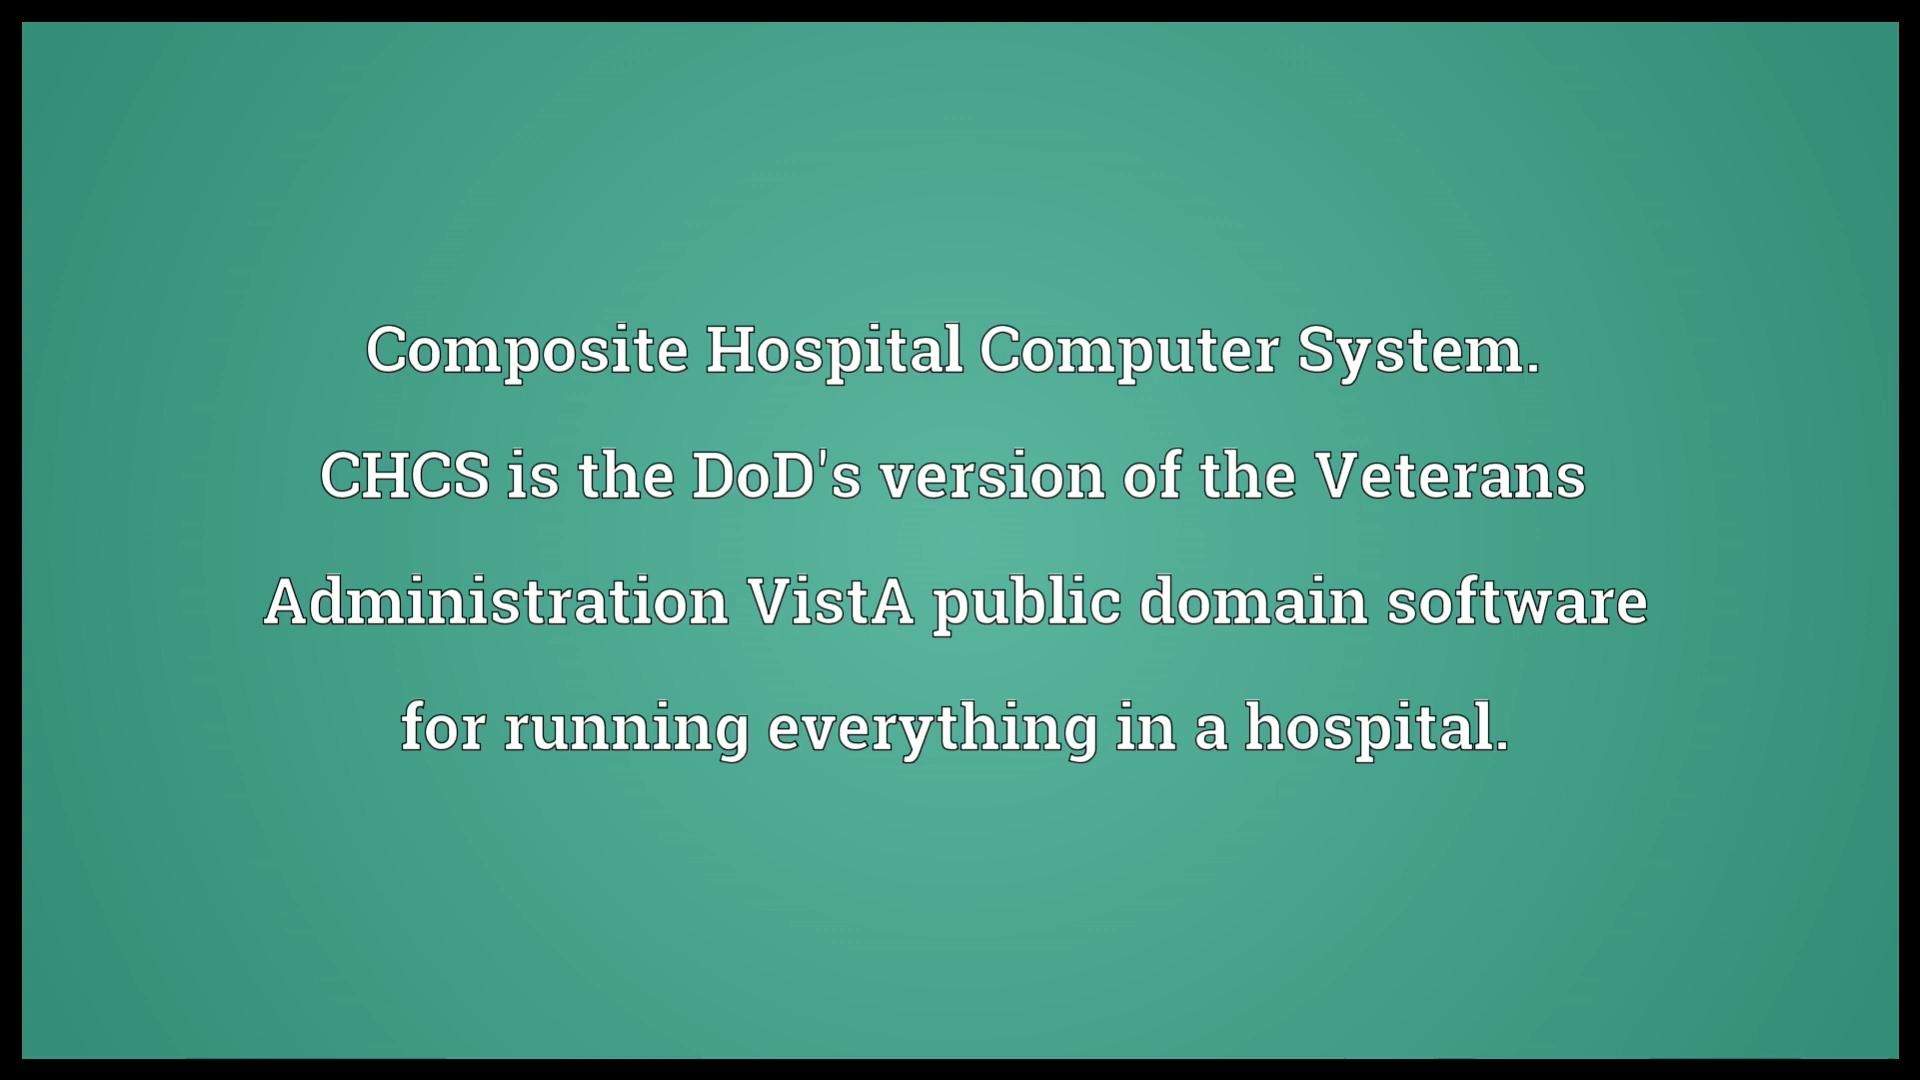 Composite Hospital Computer System.
CHCS is the DoD's version of the Veterans
Administration VistA public domain software
for running everything in a hospital.